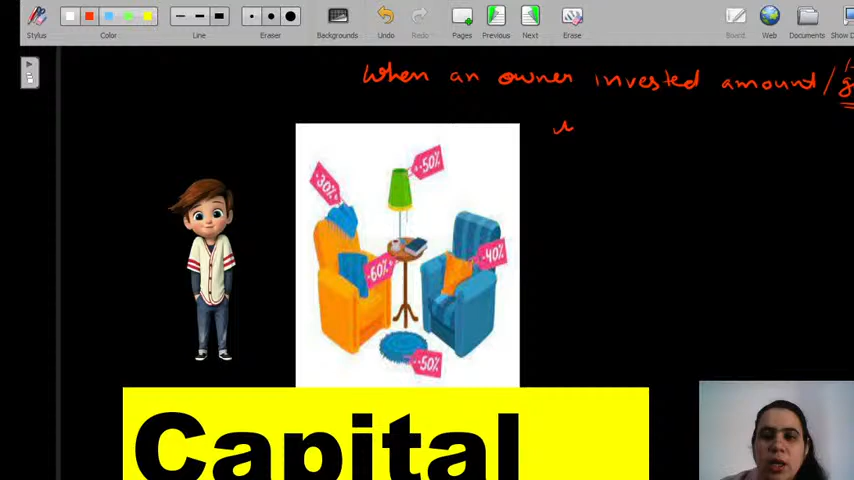 Stylus Color Line Eraser Backgrounds Undo Redo Pages Previous Next Erase Board Web Documents
When an owner invested amount/
-50%
-30%
-40%
-60%
-50%
Capital